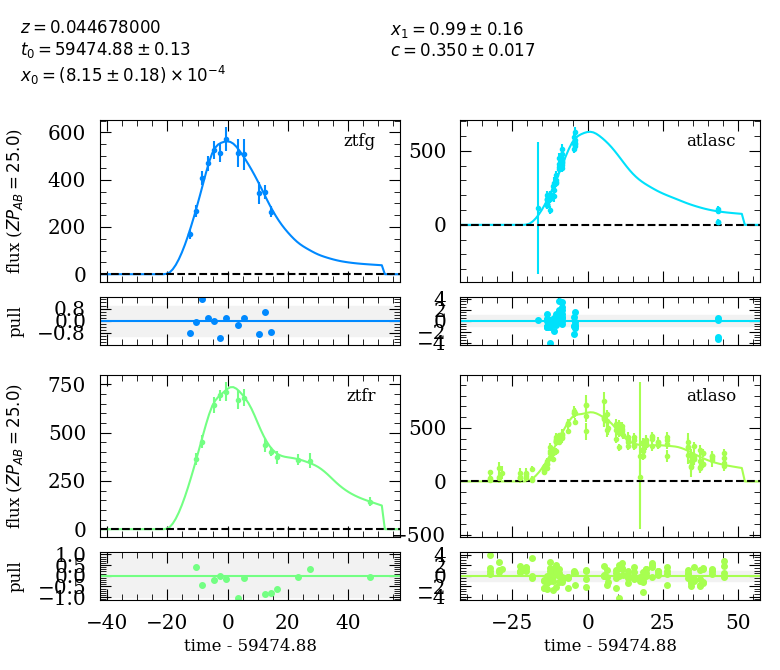 z = 0.044678000
t₀ = 59474.88 ± 0.13
x₀ = (8.15 ± 0.18) × 10⁻⁴
x₁ = 0.99 ± 0.16
c = 0.350 ± 0.017
flux (ZP_AB = 25.0)
600
400
200
0
ztfg
500
0
atlasc
pull
0.8
0.0
−0.8
4
2
0
−2
−4
flux (ZP_AB = 25.0)
750
500
250
0
ztfr
500
0
−500
atlaso
pull
1.0
0.5
0.0
−0.5
−1.0
4
2
0
−2
−4
−40 −20 0 20 40
time - 59474.88
−25 0 25 50
time - 59474.88